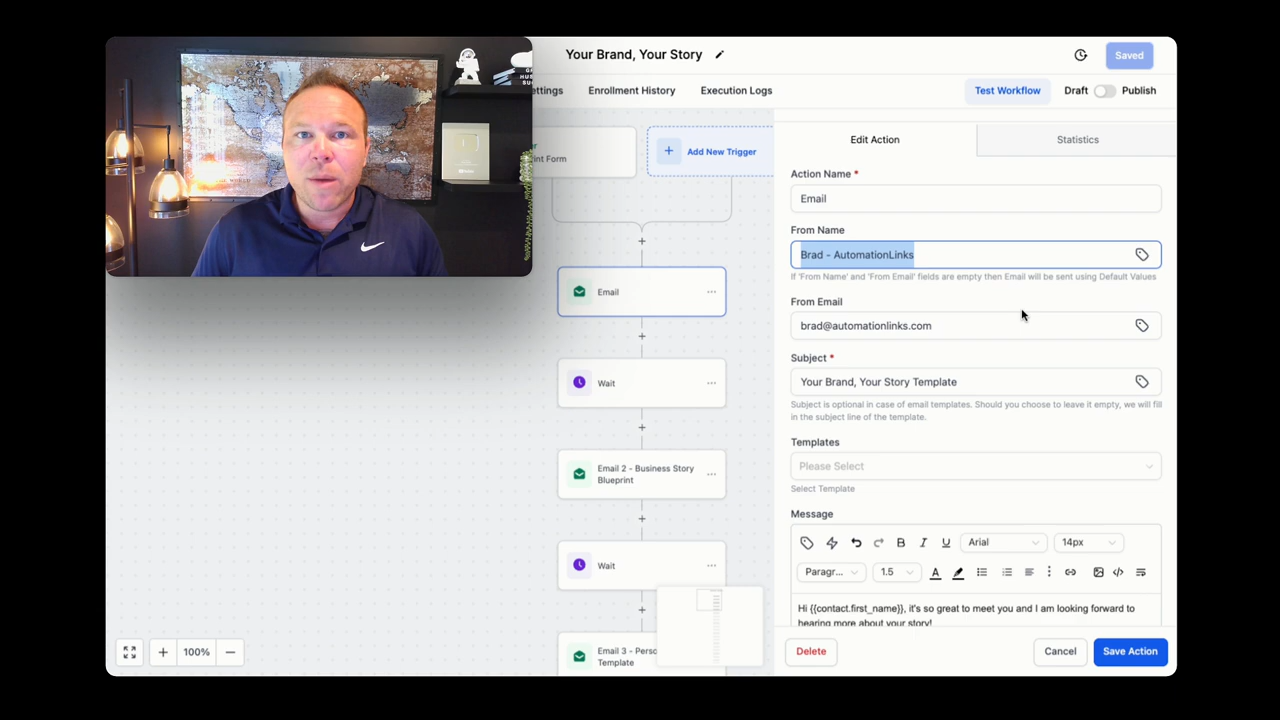 Your Brand, Your Story
Saved
ettings
Enrollment History
Execution Logs
Test Workflow
Draft
Publish
r
int Form
Add New Trigger
Email
Wait
Email 2 - Business Story
Blueprint
Wait
Email 3 - Perso
Template
100%
Edit Action
Statistics
Action Name *
Email
From Name
Brad - AutomationLinks
If 'From Name' and 'From Email' fields are empty then Email will be sent using Default Values
From Email
brad@automationlinks.com
Subject *
Your Brand, Your Story Template
Subject is optional in case of email templates. Should you choose to leave it empty, we will fill
in the subject line of the template.
Templates
Please Select
Select Template
Message
B I U Arial 14px
Paragr... 1.5 A
Hi {{contact.first_name}}, it's so great to meet you and I am looking forward to
hearing more about your story!
Delete
Cancel
Save Action